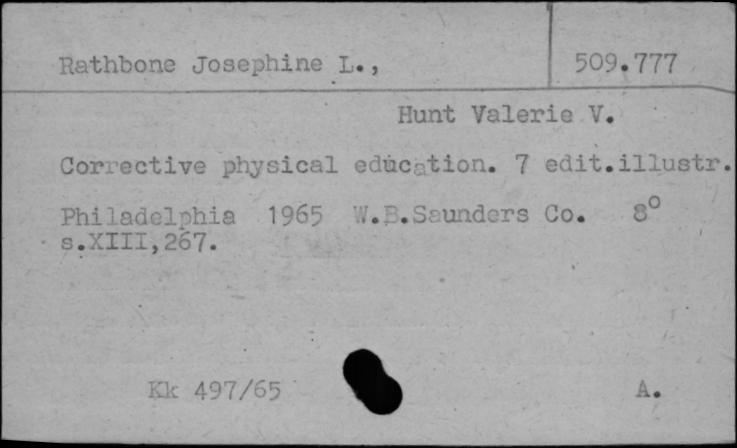 Rathbone Josephine L., 509.777
Hunt Valerie V.
Corrective physical education. 7 edit.illustr.
Philadelphia 1965 W.B.Saunders Co. 8°
s.XIII,267.
Kk 497/65 A.